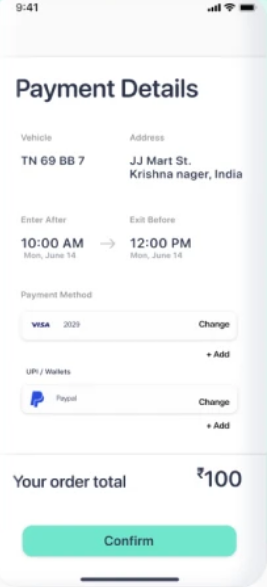 9:41
Payment Details
Vehicle
Address
TN 69 BB 7
JJ Mart St.
Krishna nager, India
Enter After
Exit Before
10:00 AM → 12:00 PM
Mon, June 14
Mon, June 14
Payment Method
VISA 2029 Change
+ Add
UPI / Wallets
Paypal Change
+ Add
Your order total ₹100
Confirm